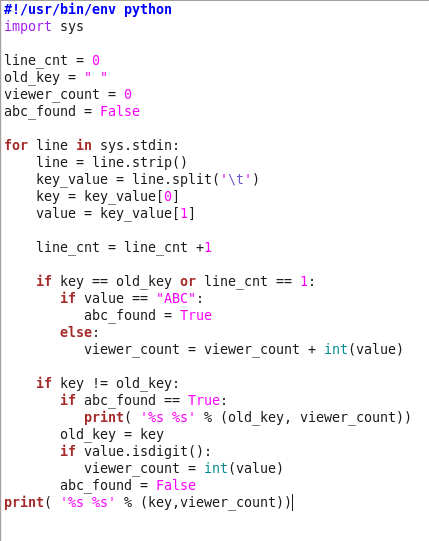 #!/usr/bin/env python
import sys

line_cnt = 0
old_key = " "
viewer_count = 0
abc_found = False

for line in sys.stdin:
    line = line.strip()
    key_value = line.split('\t')
    key = key_value[0]
    value = key_value[1]

    line_cnt = line_cnt +1

    if key == old_key or line_cnt == 1:
       if value == "ABC":
          abc_found = True
       else:
          viewer_count = viewer_count + int(value)

    if key != old_key:
       if abc_found == True:
          print( '%s %s' % (old_key, viewer_count))
       old_key = key
       if value.isdigit():
          viewer_count = int(value)
       abc_found = False
print( '%s %s' % (key,viewer_count))